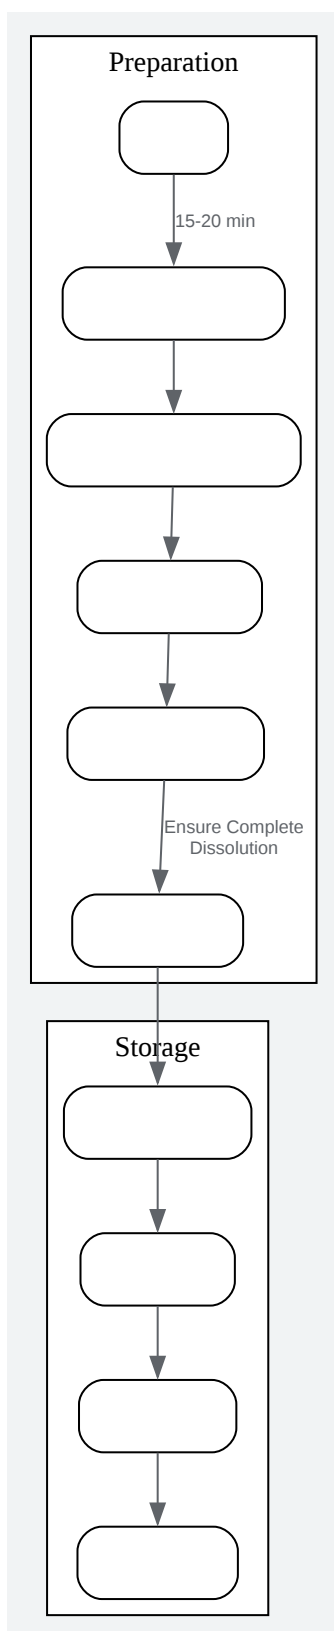 Preparation
15-20 min
Ensure Complete
Dissolution
Storage